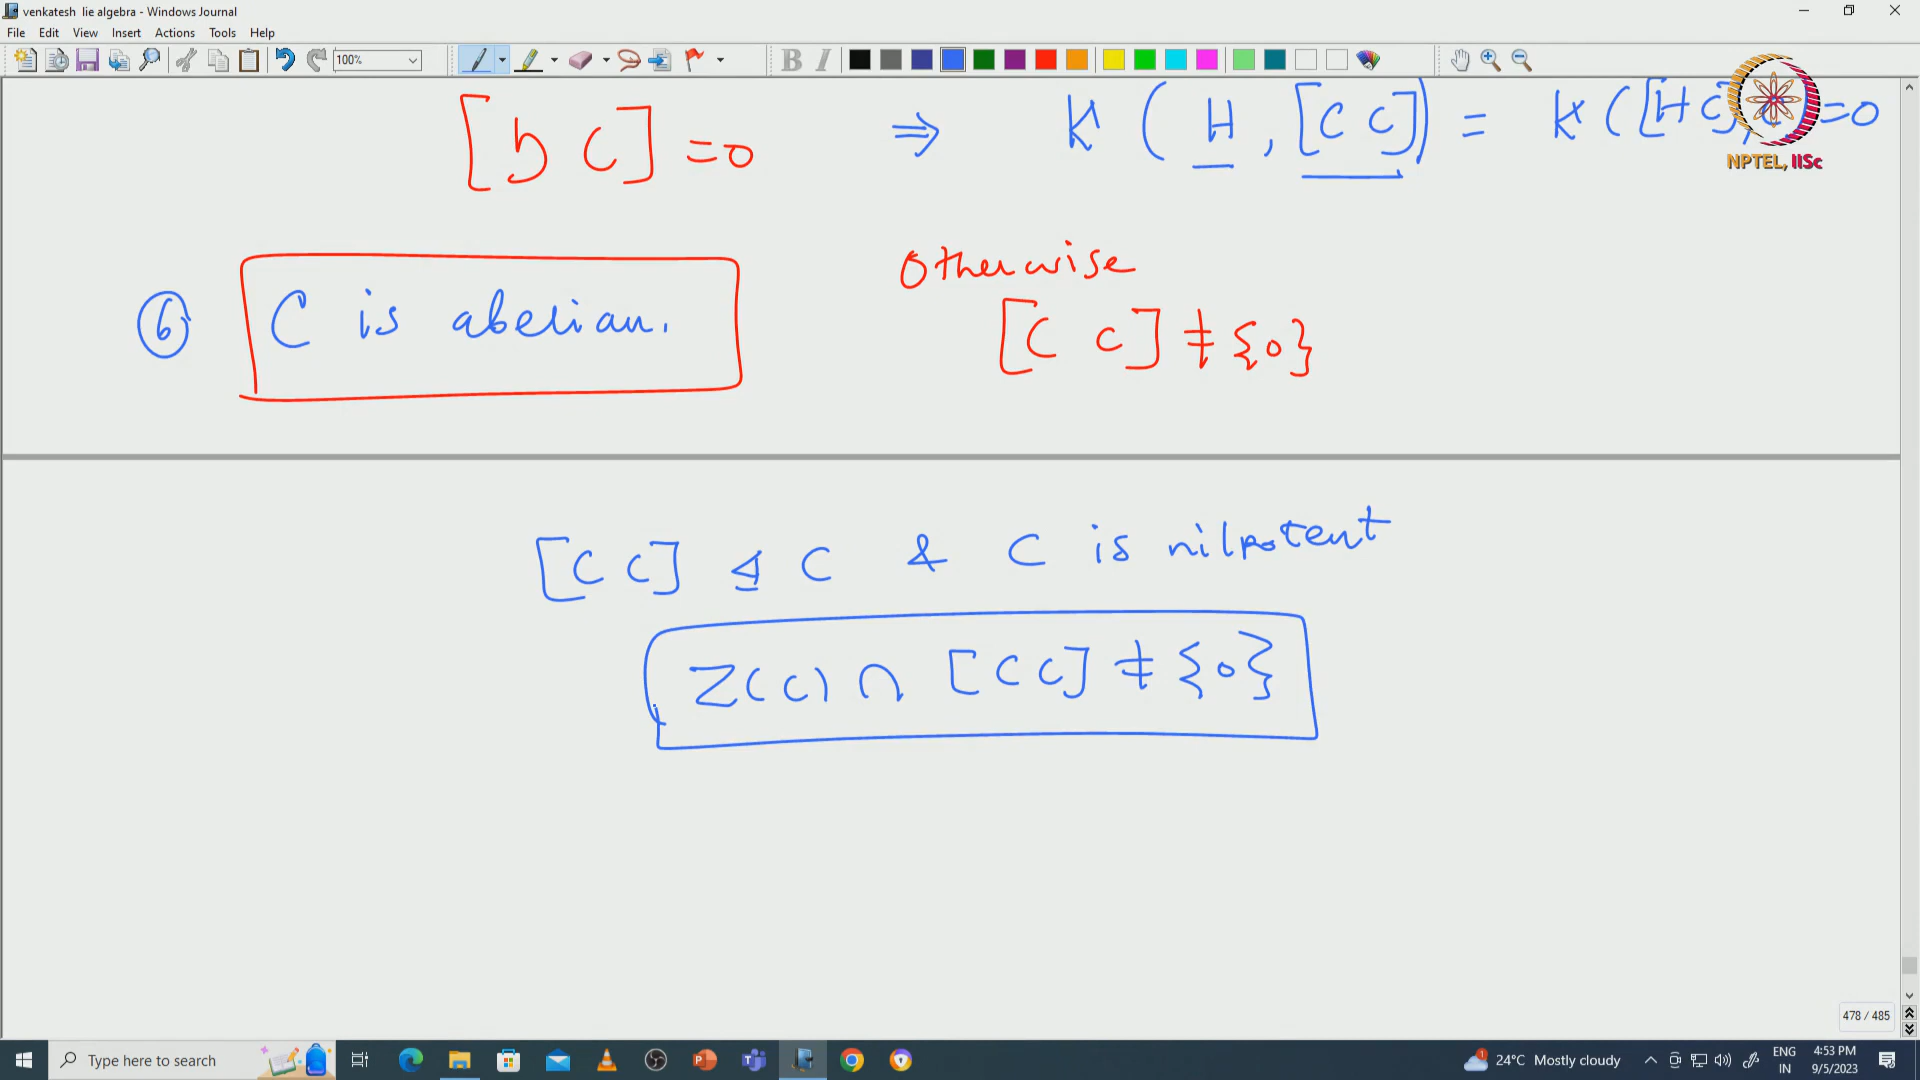 venkatesh lie algebra - Windows Journal
File Edit View Insert Actions Tools Help
100%
B I
[h C] = 0 ⇒ K ( H , [C C] ) = K ( [H C], C ) = 0
NPTEL, IISc
Otherwise
⑥ C is abelian. [C C] ≠ {0}
[C C] ⊴ C & C is nilpotent
Z(C) ∩ [C C] ≠ {0}
478 / 485
Type here to search
24°C Mostly cloudy
ENG
IN
4:53 PM
9/5/2023